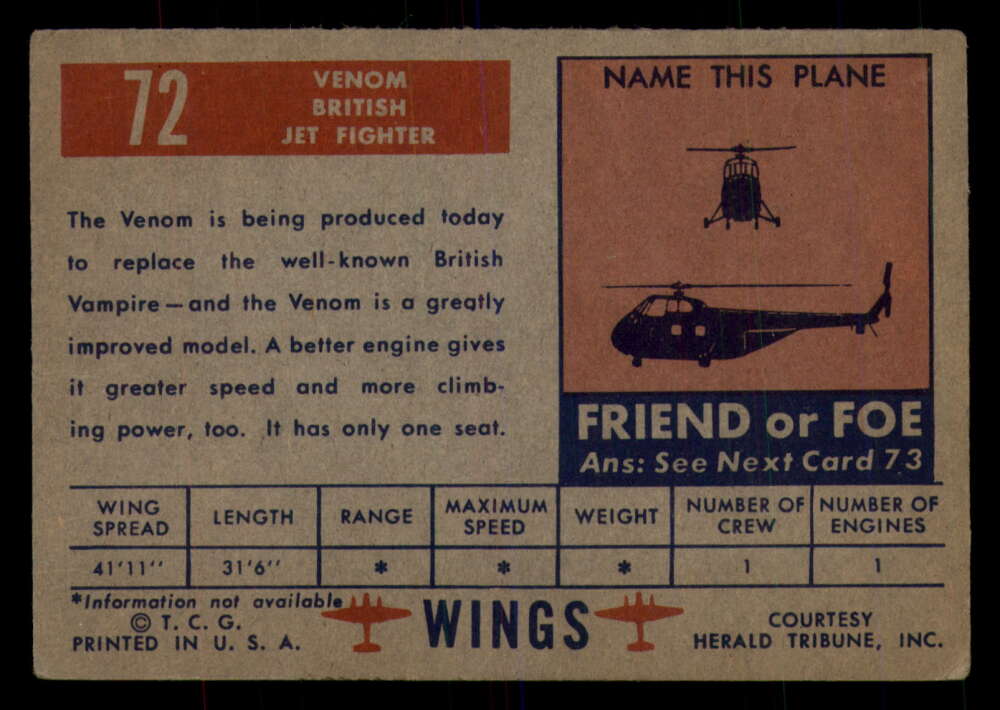 72
VENOM
BRITISH
JET FIGHTER
The Venom is being produced today
to replace the well-known British
Vampire—and the Venom is a greatly
improved model. A better engine gives
it greater speed and more climb-
ing power, too. It has only one seat.
NAME THIS PLANE
FRIEND or FOE
Ans: See Next Card 73
WING SPREAD LENGTH RANGE MAXIMUM SPEED WEIGHT NUMBER OF CREW NUMBER OF ENGINES
41'11" 31'6" * * * 1 1
*Information not available
© T. C. G.
PRINTED IN U. S. A.
WINGS
COURTESY
HERALD TRIBUNE, INC.